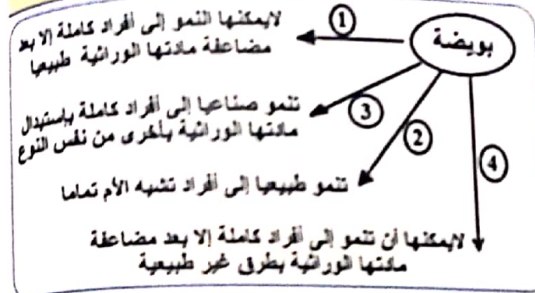 بويضة
1
لايمكنها النمو إلى أفراد كاملة إلا بعد
مضاعفة مادتها الوراثية طبيعيا
3
تنمو صناعيا إلى أفراد كاملة بإستبدال
مادتها الوراثية بأخرى من نفس النوع
2
تنمو طبيعيا إلى أفراد تشبه الأم تماما
4
لايمكنها أن تنمو إلى أفراد كاملة إلا بعد مضاعفة
مادتها الوراثية بطرق غير طبيعية